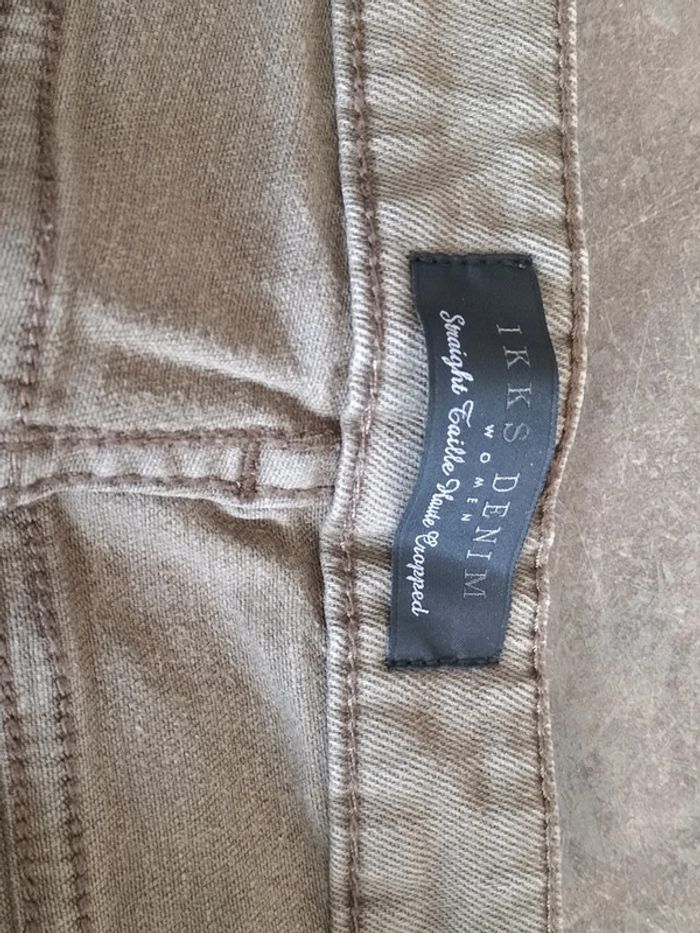 IKKS DENIM
WOMEN
Straight Taille Haute Cropped